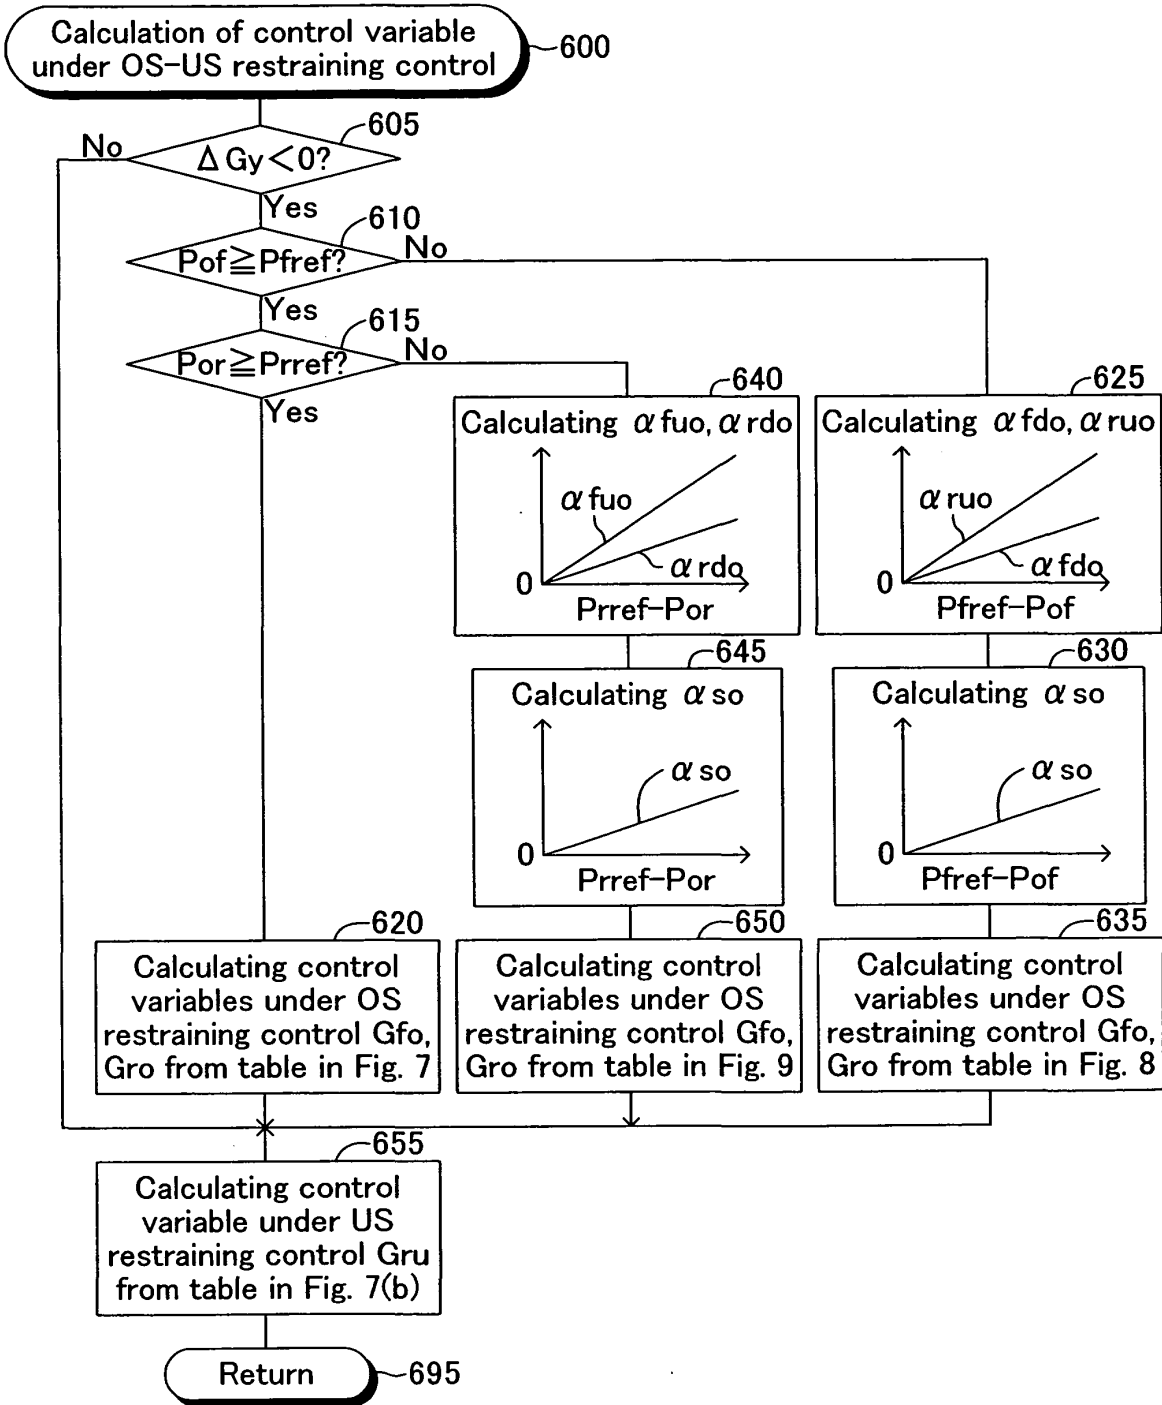 Calculation of control variable
under OS-US restraining control
600
605
No
ΔGy<0?
Yes
610
Pof≧Pfref?
No
Yes
615
Por≧Prref?
No
Yes
640
Calculating αfuo, αrdo
αfuo
αrdo
0
Prref-Por
625
Calculating αfdo, αruo
αruo
αfdo
0
Pfref-Pof
645
Calculating αso
αso
0
Prref-Por
630
Calculating αso
αso
0
Pfref-Pof
620
Calculating control
variables under OS
restraining control Gfo,
Gro from table in Fig. 7
650
Calculating control
variables under OS
restraining control Gfo,
Gro from table in Fig. 9
635
Calculating control
variables under OS
restraining control Gfo,
Gro from table in Fig. 8
655
Calculating control
variable under US
restraining control Gru
from table in Fig. 7(b)
Return
695